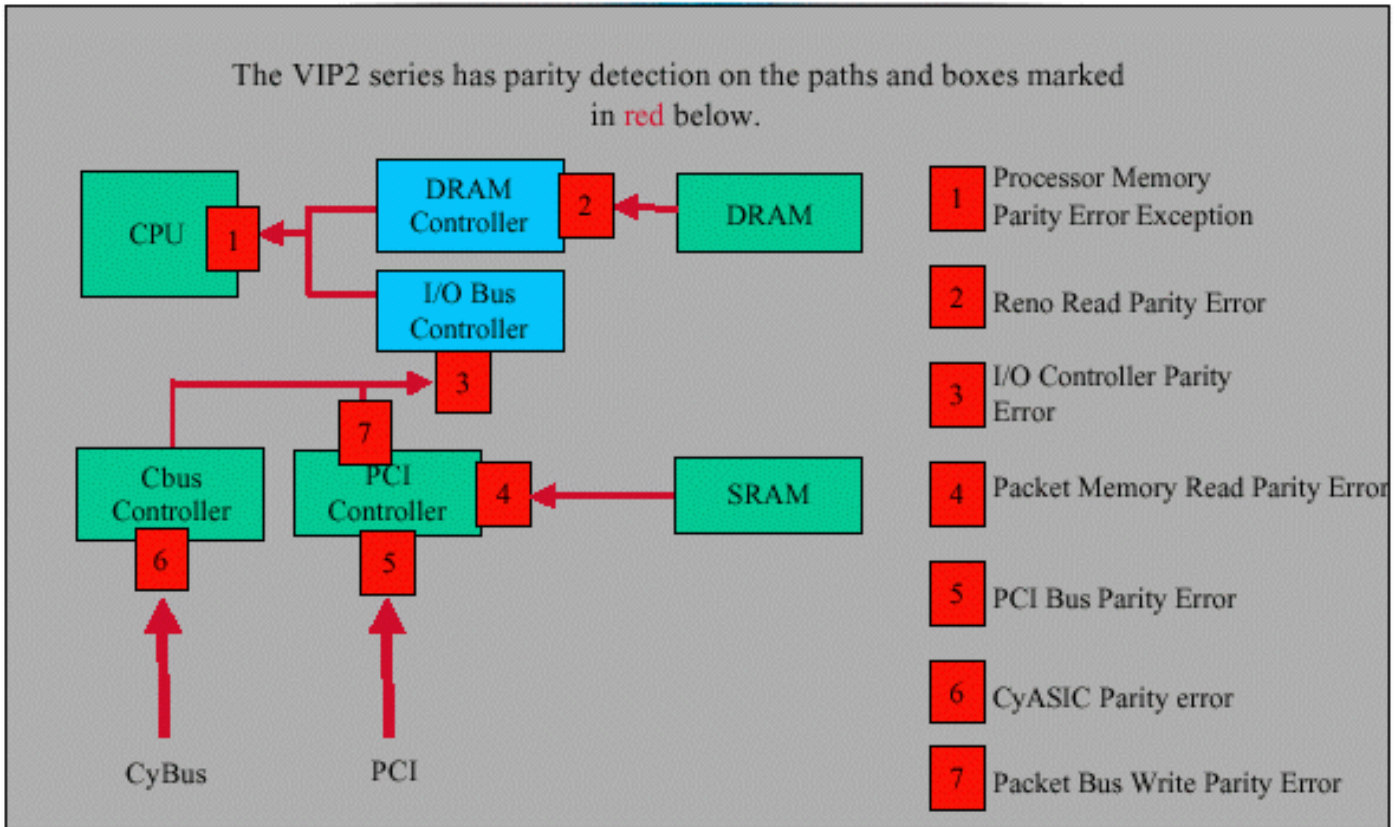 The VIP2 series has parity detection on the paths and boxes marked
in red below.
CPU
1
DRAM
Controller
2
DRAM
I/O Bus
Controller
3
7
Cbus
Controller
6
PCI
Controller
4
5
SRAM
CyBus
PCI
1
Processor Memory
Parity Error Exception
2
Reno Read Parity Error
3
I/O Controller Parity
Error
4
Packet Memory Read Parity Error
5
PCI Bus Parity Error
6
CyASIC Parity error
7
Packet Bus Write Parity Error